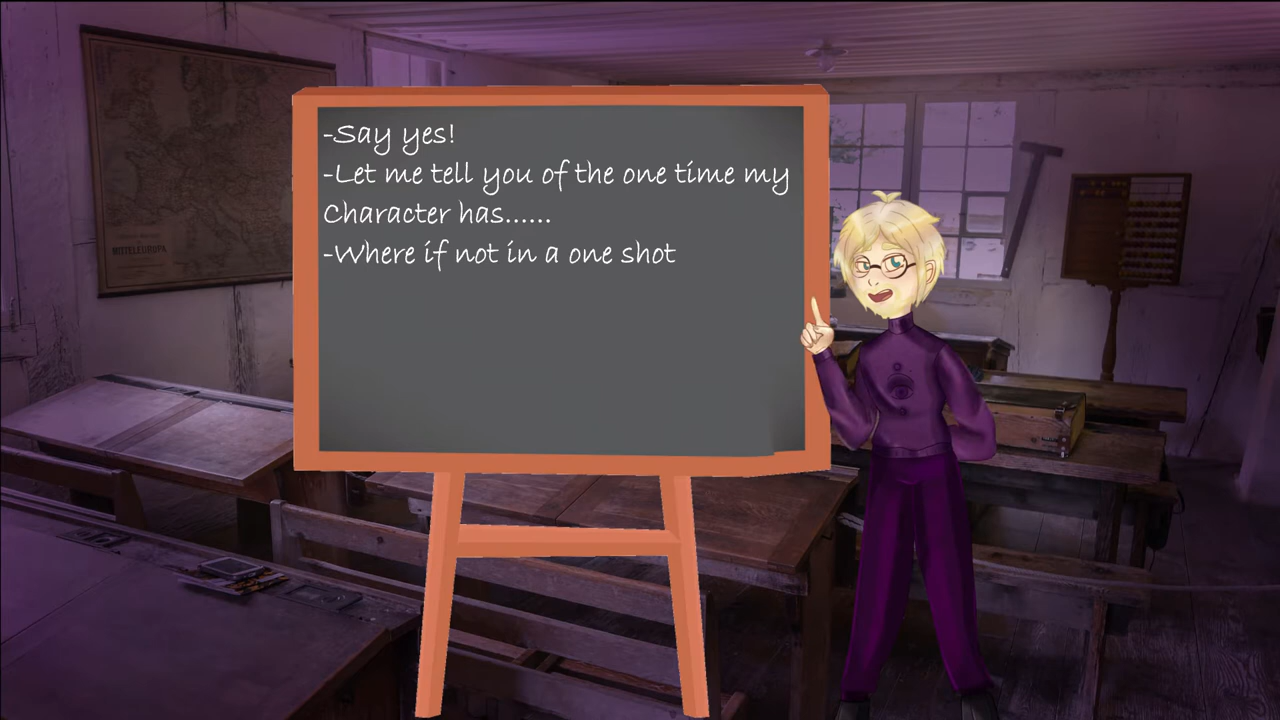 -Say yes!
-Let me tell you of the one time my
Character has......
-Where if not in a one shot
MITTELEUROPA